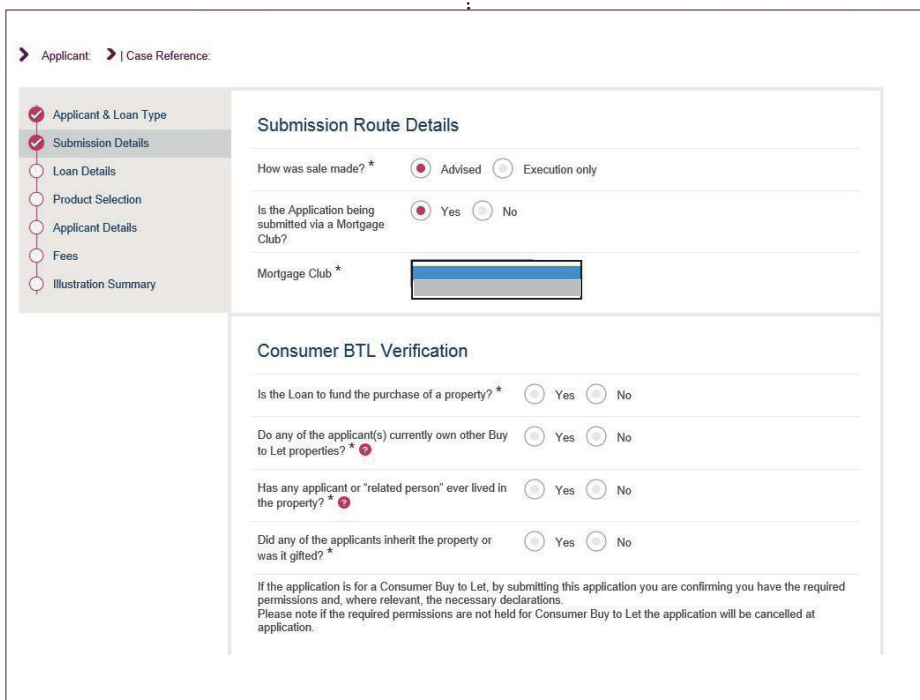 Applicant: | Case Reference:
Applicant & Loan Type
Submission Details
Loan Details
Product Selection
Applicant Details
Fees
Illustration Summary
Submission Route Details
How was sale made? * Advised Execution only
Is the Application being
submitted via a Mortgage
Club?
Yes No
Mortgage Club *
Consumer BTL Verification
Is the Loan to fund the purchase of a property? * Yes No
Do any of the applicant(s) currently own other Buy
to Let properties? * ?
Yes No
Has any applicant or "related person" ever lived in
the property? * ?
Yes No
Did any of the applicants inherit the property or
was it gifted? *
Yes No
If the application is for a Consumer Buy to Let, by submitting this application you are confirming you have the required
permissions and, where relevant, the necessary declarations.
Please note if the required permissions are not held for Consumer Buy to Let the application will be cancelled at
application.